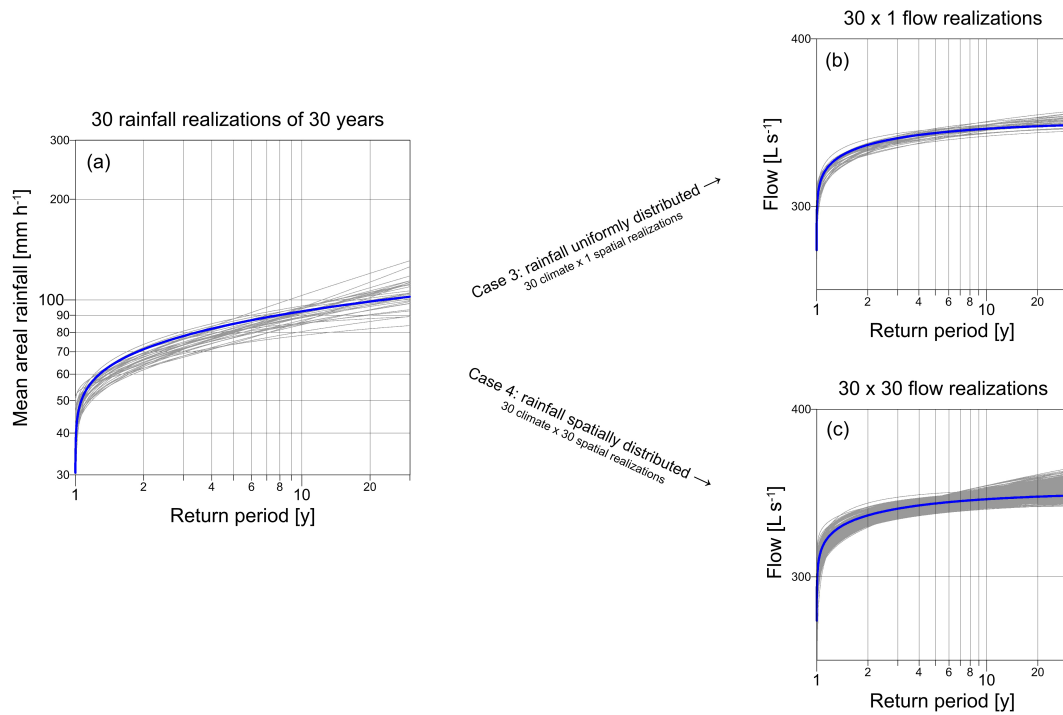 30 rainfall realizations of 30 years
(a)
Mean areal rainfall [mm h-1]
300
200
100
90
80
70
60
50
40
30
1
2
4
6
8
10
20
Return period [y]
Case 3: rainfall uniformly distributed →
30 climate x 1 spatial realizations
Case 4: rainfall spatially distributed →
30 climate x 30 spatial realizations
30 x 1 flow realizations
(b)
Flow [L s-1]
400
300
1
2
4
6
8
10
20
Return period [y]
30 x 30 flow realizations
(c)
Flow [L s-1]
400
300
1
2
4
6
8
10
20
Return period [y]